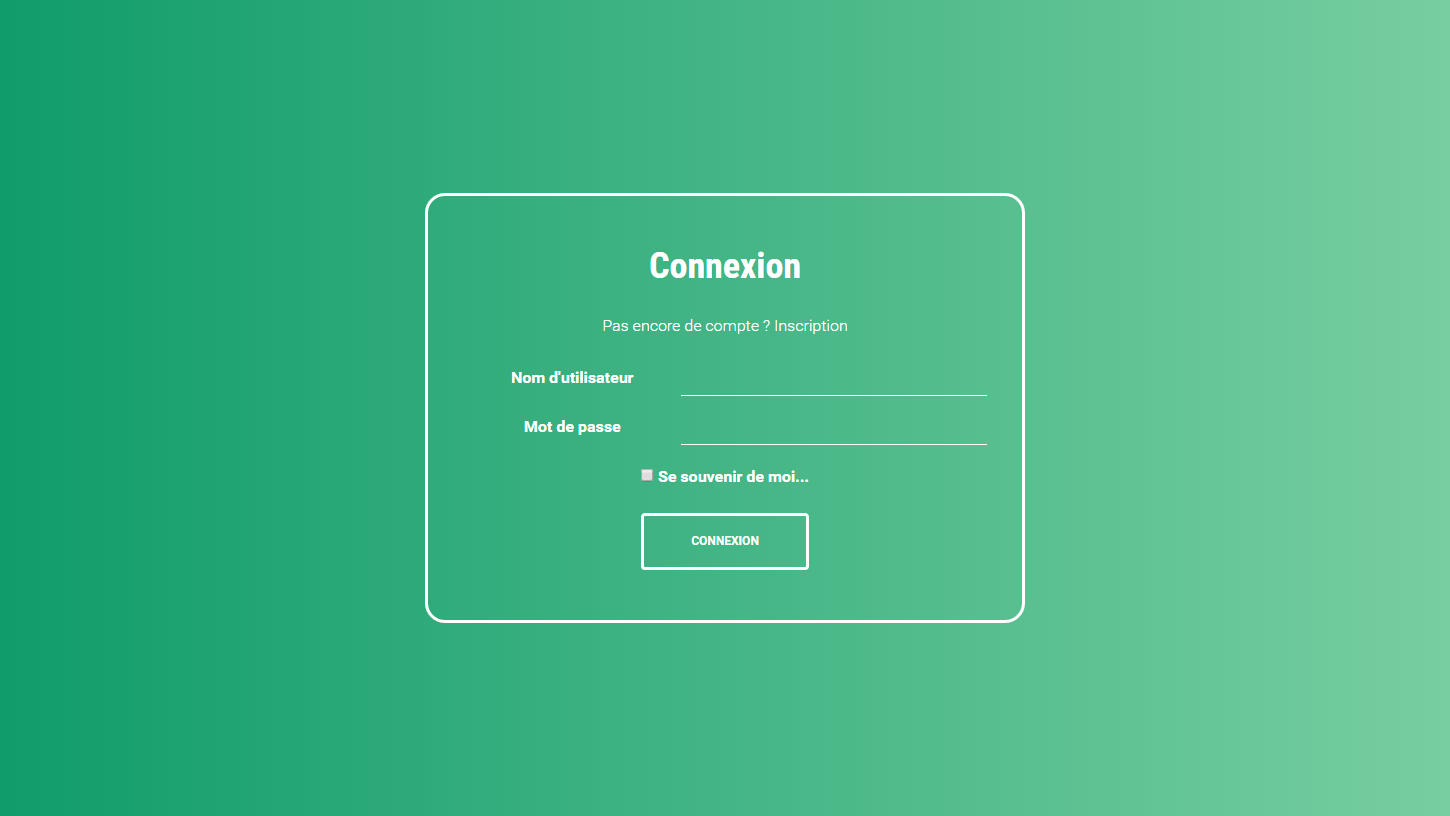 Connexion
Pas encore de compte ? Inscription
Nom d'utilisateur
Mot de passe
Se souvenir de moi...
CONNEXION